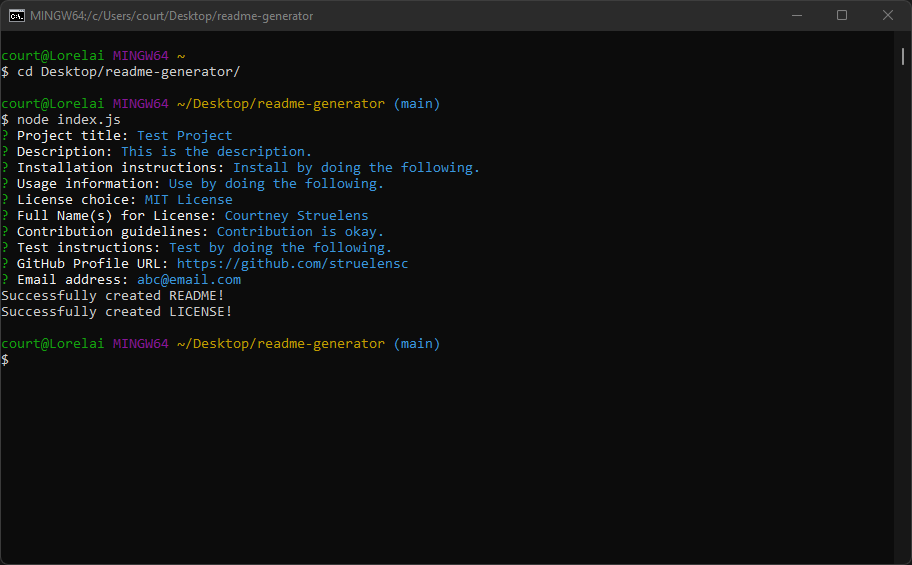 MINGW64:/c/Users/court/Desktop/readme-generator
court@Lorelai MINGW64 ~
$ cd Desktop/readme-generator/
court@Lorelai MINGW64 ~/Desktop/readme-generator (main)
$ node index.js
? Project title: Test Project
? Description: This is the description.
? Installation instructions: Install by doing the following.
? Usage information: Use by doing the following.
? License choice: MIT License
? Full Name(s) for License: Courtney Struelens
? Contribution guidelines: Contribution is okay.
? Test instructions: Test by doing the following.
? GitHub Profile URL: https://github.com/struelensc
? Email address: abc@email.com
Successfully created README!
Successfully created LICENSE!
court@Lorelai MINGW64 ~/Desktop/readme-generator (main)
$